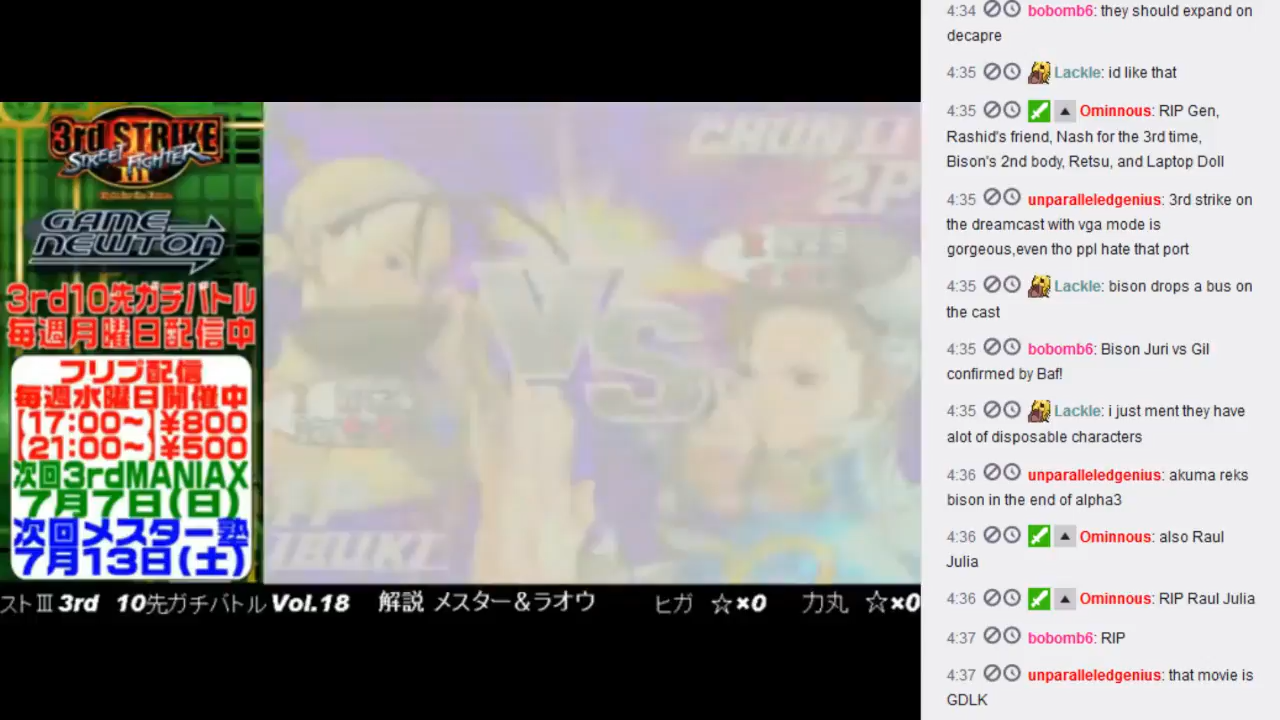 3rd STRIKE
STREET FIGHTER
III
GAME
NEWTON
3rd10先ガチバトル
毎週月曜日配信中
フリプ配信
毎週水曜日開催中
[17:00~]¥800
[21:00~]¥500
次回3rdMANIAX
7月7日(日)
次回メスター塾
7月13日(土)
CHUN LI
2P
VS
IBUKI
ストⅢ 3rd 10先ガチバトル Vol.18 解説 メスター&ラオウ ヒガ ☆×0 力丸 ☆×0
4:34 bobomb6: they should expand on
decapre
4:35 Lackle: id like that
4:35 Ominnous: RIP Gen,
Rashid's friend, Nash for the 3rd time,
Bison's 2nd body, Retsu, and Laptop Doll
4:35 unparalleledgenius: 3rd strike on
the dreamcast with vga mode is
gorgeous,even tho ppl hate that port
4:35 Lackle: bison drops a bus on
the cast
4:35 bobomb6: Bison Juri vs Gil
confirmed by Baf!
4:35 Lackle: i just ment they have
alot of disposable characters
4:36 unparalleledgenius: akuma reks
bison in the end of alpha3
4:36 Ominnous: also Raul
Julia
4:36 Ominnous: RIP Raul Julia
4:37 bobomb6: RIP
4:37 unparalleledgenius: that movie is
GDLK